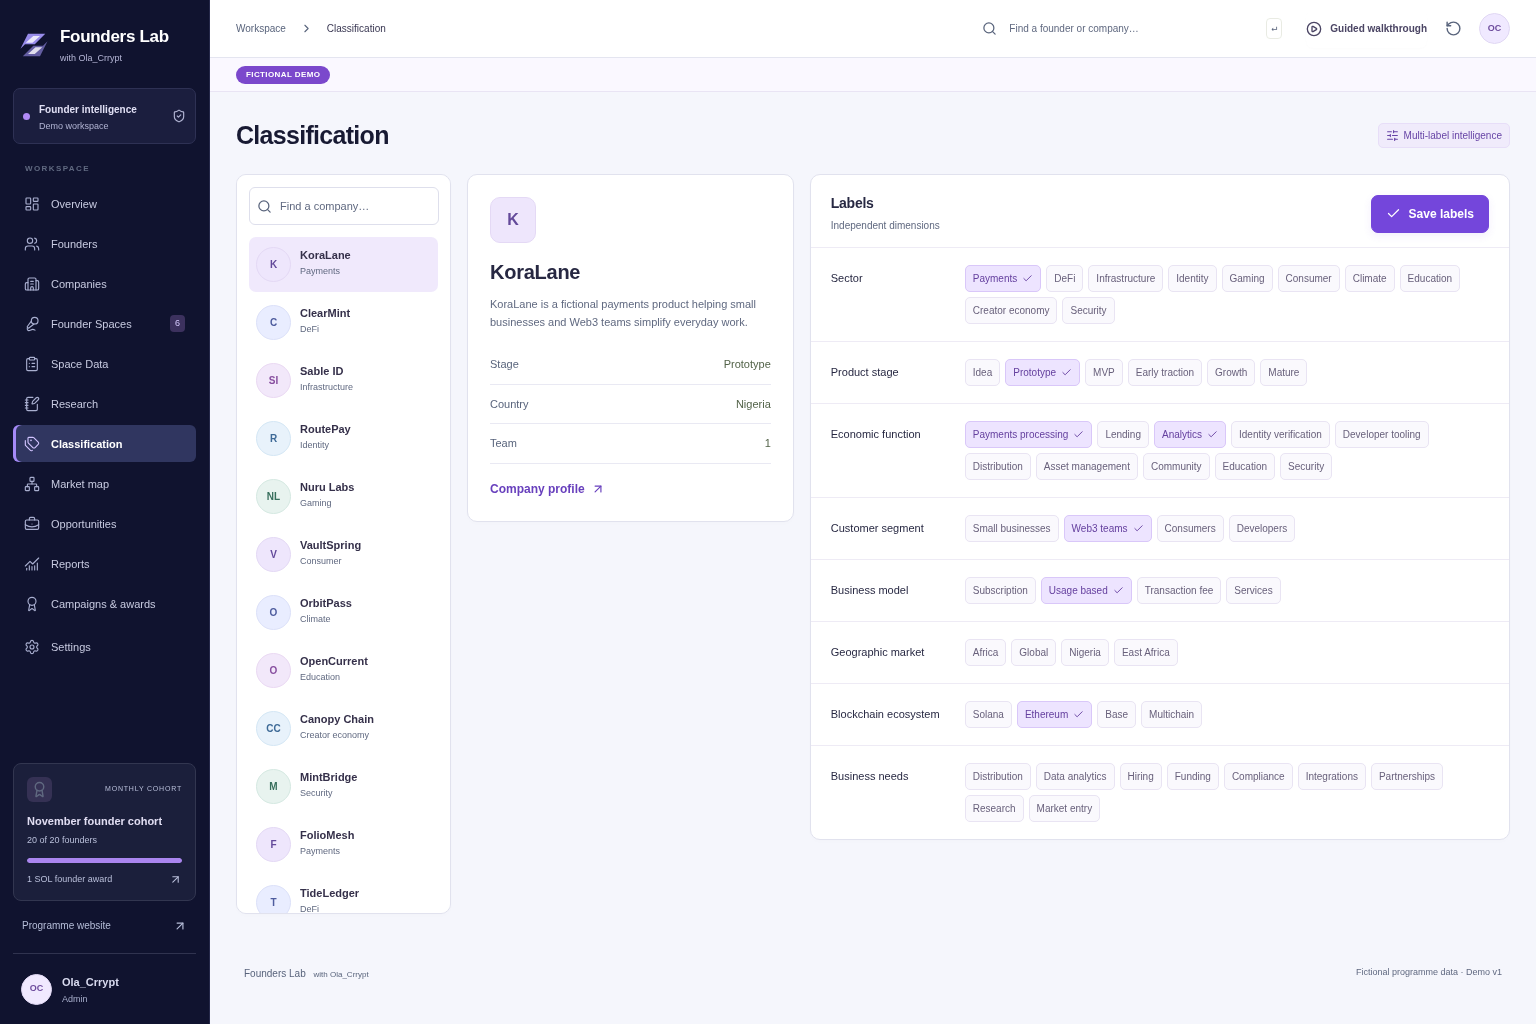 Founders Lab
with Ola_Crrypt
Founder intelligence
Demo workspace
WORKSPACE
Overview
Founders
Companies
Founder Spaces 6
Space Data
Research
Classification
Market map
Opportunities
Reports
Campaigns & awards
Settings
MONTHLY COHORT
November founder cohort
20 of 20 founders
1 SOL founder award
Programme website
OC
Ola_Crrypt
Admin
Workspace Classification
Find a founder or company…
↵
Guided walkthrough
OC
FICTIONAL DEMO
Classification
Multi-label intelligence
Find a company…
K
KoraLane
Payments
C
ClearMint
DeFi
SI
Sable ID
Infrastructure
R
RoutePay
Identity
NL
Nuru Labs
Gaming
V
VaultSpring
Consumer
O
OrbitPass
Climate
O
OpenCurrent
Education
CC
Canopy Chain
Creator economy
M
MintBridge
Security
F
FolioMesh
Payments
T
TideLedger
DeFi
K
KoraLane
KoraLane is a fictional payments product helping small
businesses and Web3 teams simplify everyday work.
Stage Prototype
Country Nigeria
Team 1
Company profile
Labels
Independent dimensions
Save labels
Sector Payments DeFi Infrastructure Identity Gaming Consumer Climate Education
Creator economy Security
Product stage Idea Prototype MVP Early traction Growth Mature
Economic function Payments processing Lending Analytics Identity verification Developer tooling
Distribution Asset management Community Education Security
Customer segment Small businesses Web3 teams Consumers Developers
Business model Subscription Usage based Transaction fee Services
Geographic market Africa Global Nigeria East Africa
Blockchain ecosystem Solana Ethereum Base Multichain
Business needs Distribution Data analytics Hiring Funding Compliance Integrations Partnerships
Research Market entry
Founders Lab with Ola_Crrypt
Fictional programme data · Demo v1